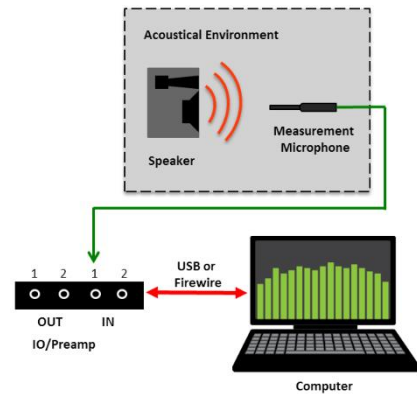 Acoustical Environment
Speaker
Measurement
Microphone
1 2 1 2
OUT IN
IO/Preamp
USB or
Firewire
Computer